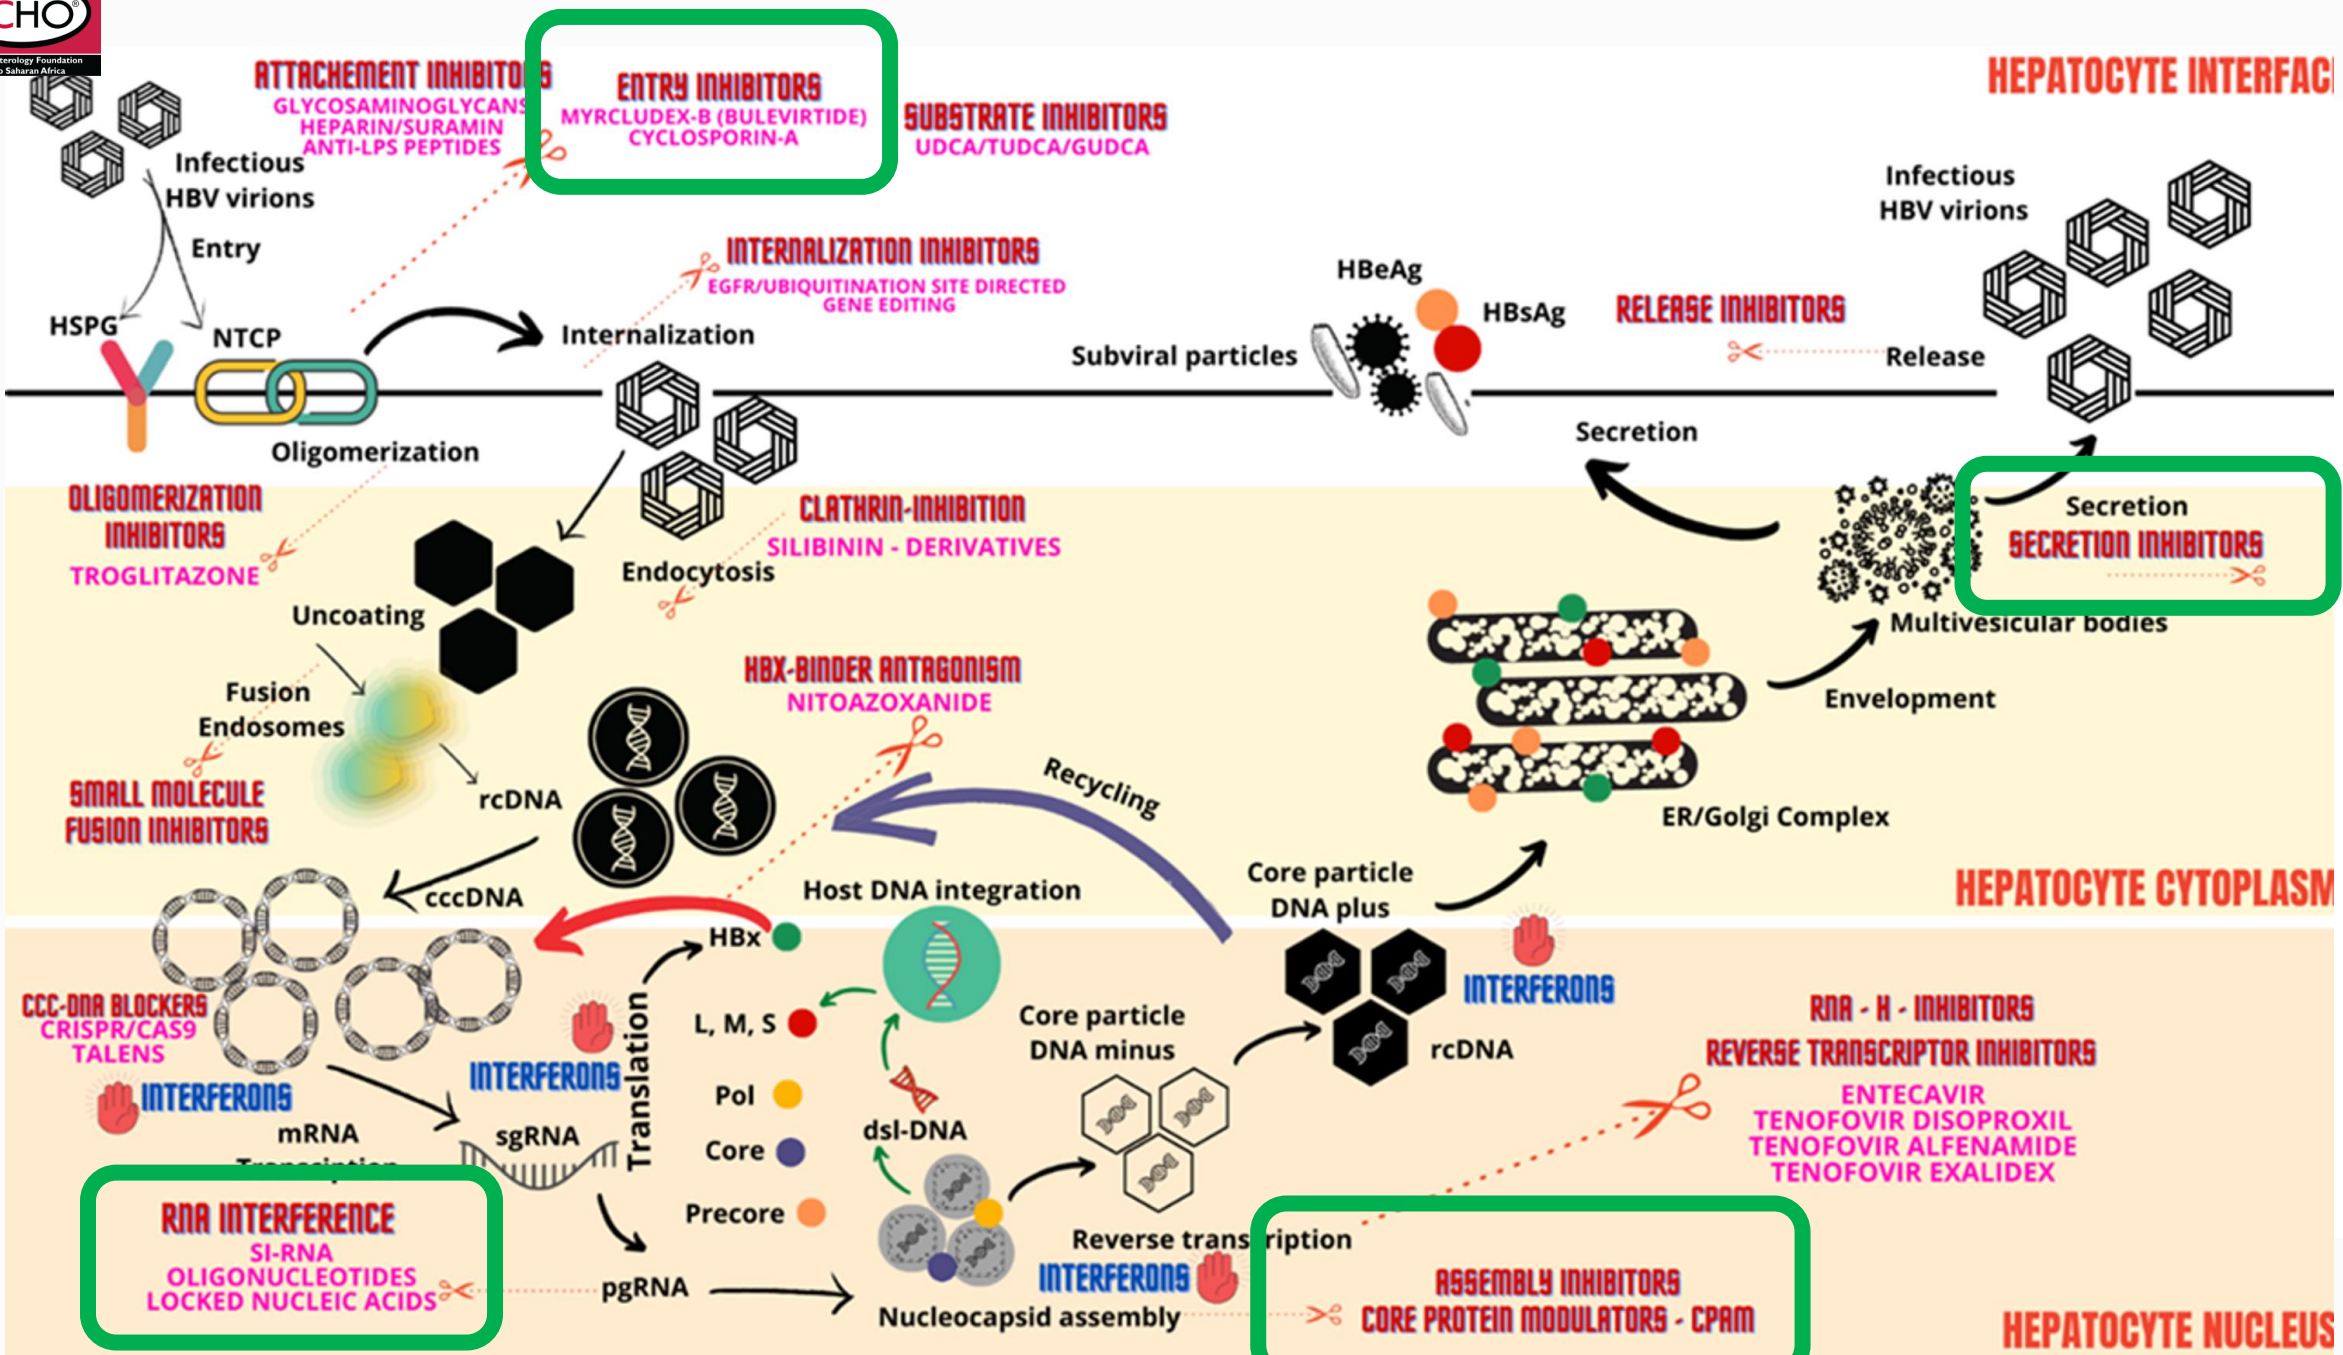 CHO®
terology Foundation
o Saharan Africa
ATTACHEMENT INHIBITORS
GLYCOSAMINOGLYCANS
HEPARIN/SURAMIN
ANTI-LPS PEPTIDES
ENTRY INHIBITORS
MYRCLUDEX-B (BULEVIRTIDE)
CYCLOSPORIN-A
SUBSTRATE INHIBITORS
UDCA/TUDCA/GUDCA
HEPATOCYTE INTERFAC
Infectious
HBV virions
Entry
HSPG
NTCP
INTERNALIZATION INHIBITORS
EGFR/UBIQUITINATION SITE DIRECTED
GENE EDITING
Internalization
HBeAg
HBsAg
Subviral particles
RELEASE INHIBITORS
Release
Infectious
HBV virions
Oligomerization
Secretion
OLIGOMERIZATION
INHIBITORS
TROGLITAZONE
CLATHRIN-INHIBITION
SILIBININ - DERIVATIVES
Endocytosis
Secretion
SECRETION INHIBITORS
Multivesicular bodies
Uncoating
Fusion
Endosomes
SMALL MOLECULE
FUSION INHIBITORS
rcDNA
HBX-BINDER ANTAGONISM
NITOAZOXANIDE
Recycling
Envelopment
ER/Golgi Complex
cccDNA
Host DNA integration
Core particle
DNA plus
HEPATOCYTE CYTOPLASM
HBx
INTERFERONS
CCC-DNA BLOCKERS
CRISPR/CAS9
TALENS
INTERFERONS
INTERFERONS
Translation
L, M, S
Pol
Core
Precore
dsl-DNA
Core particle
DNA minus
rcDNA
RNA - H - INHIBITORS
REVERSE TRANSCRIPTOR INHIBITORS
ENTECAVIR
TENOFOVIR DISOPROXIL
TENOFOVIR ALFENAMIDE
TENOFOVIR EXALIDEX
mRNA
Transcription
sgRNA
RNA INTERFERENCE
SI-RNA
OLIGONUCLEOTIDES
LOCKED NUCLEIC ACIDS
pgRNA
Reverse transcription
INTERFERONS
Nucleocapsid assembly
ASSEMBLY INHIBITORS
CORE PROTEIN MODULATORS - CPAM
HEPATOCYTE NUCLEUS